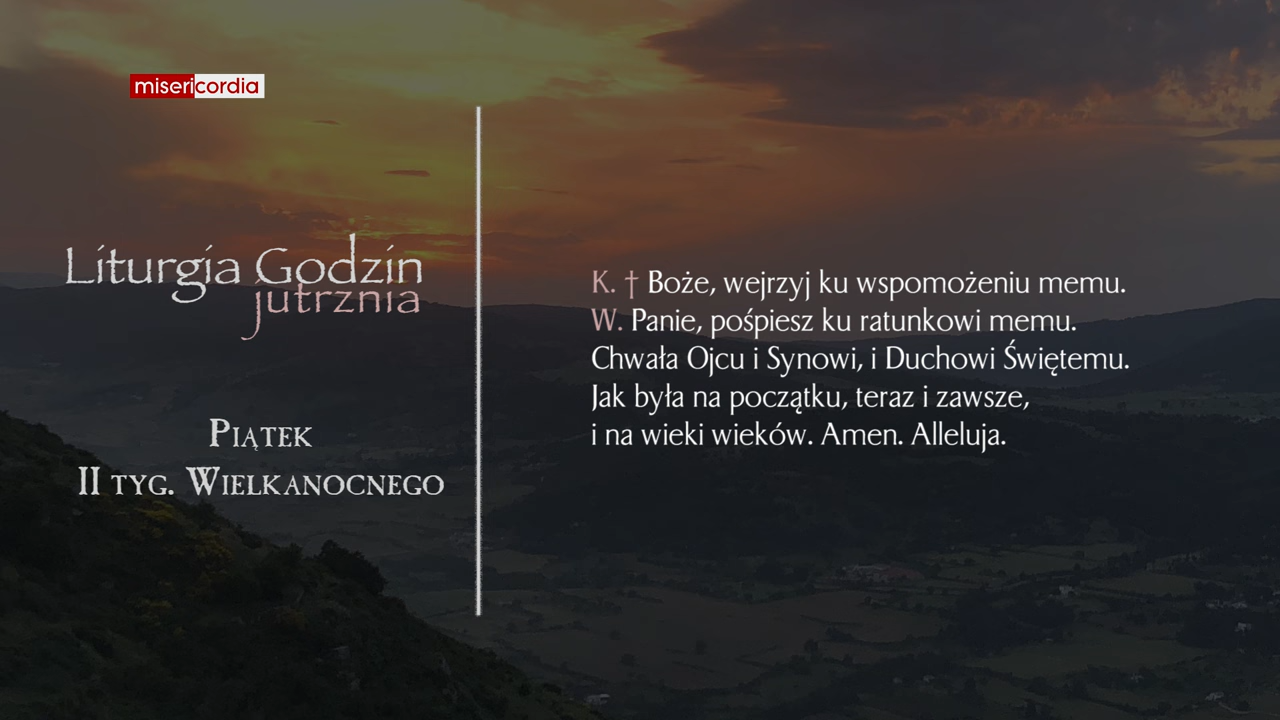 misericordia
Liturgia Godzin
jutrznia
Piątek
II tyg. Wielkanocnego
K. † Boże, wejrzyj ku wspomożeniu memu.
W. Panie, pośpiesz ku ratunkowi memu.
Chwała Ojcu i Synowi, i Duchowi Świętemu.
Jak była na początku, teraz i zawsze,
i na wieki wieków. Amen. Alleluja.